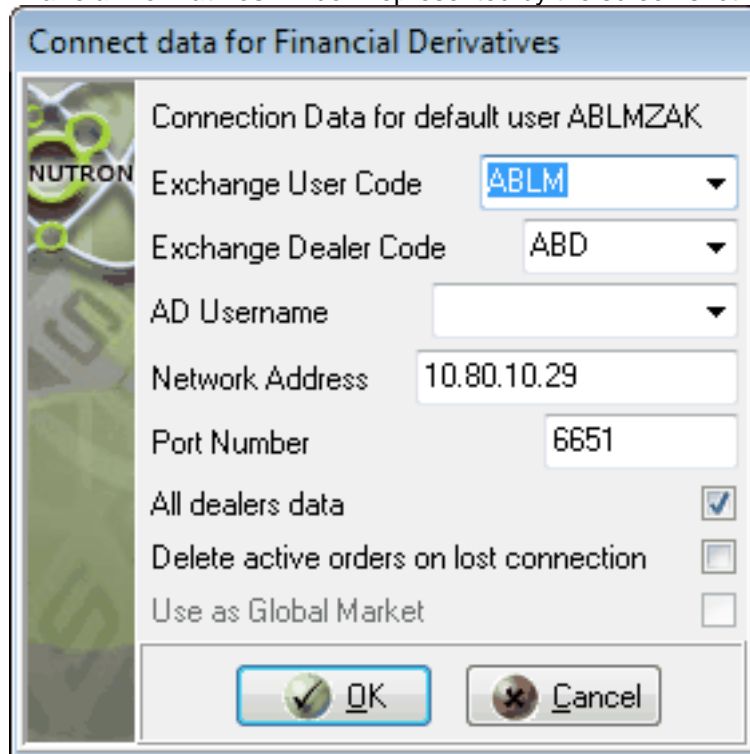 Connect data for Financial Derivatives
NUTRON
Connection Data for default user ABLMZAK
Exchange User Code ABLM
Exchange Dealer Code ABD
AD Username
Network Address 10.80.10.29
Port Number 6651
All dealers data
Delete active orders on lost connection
Use as Global Market
OK Cancel